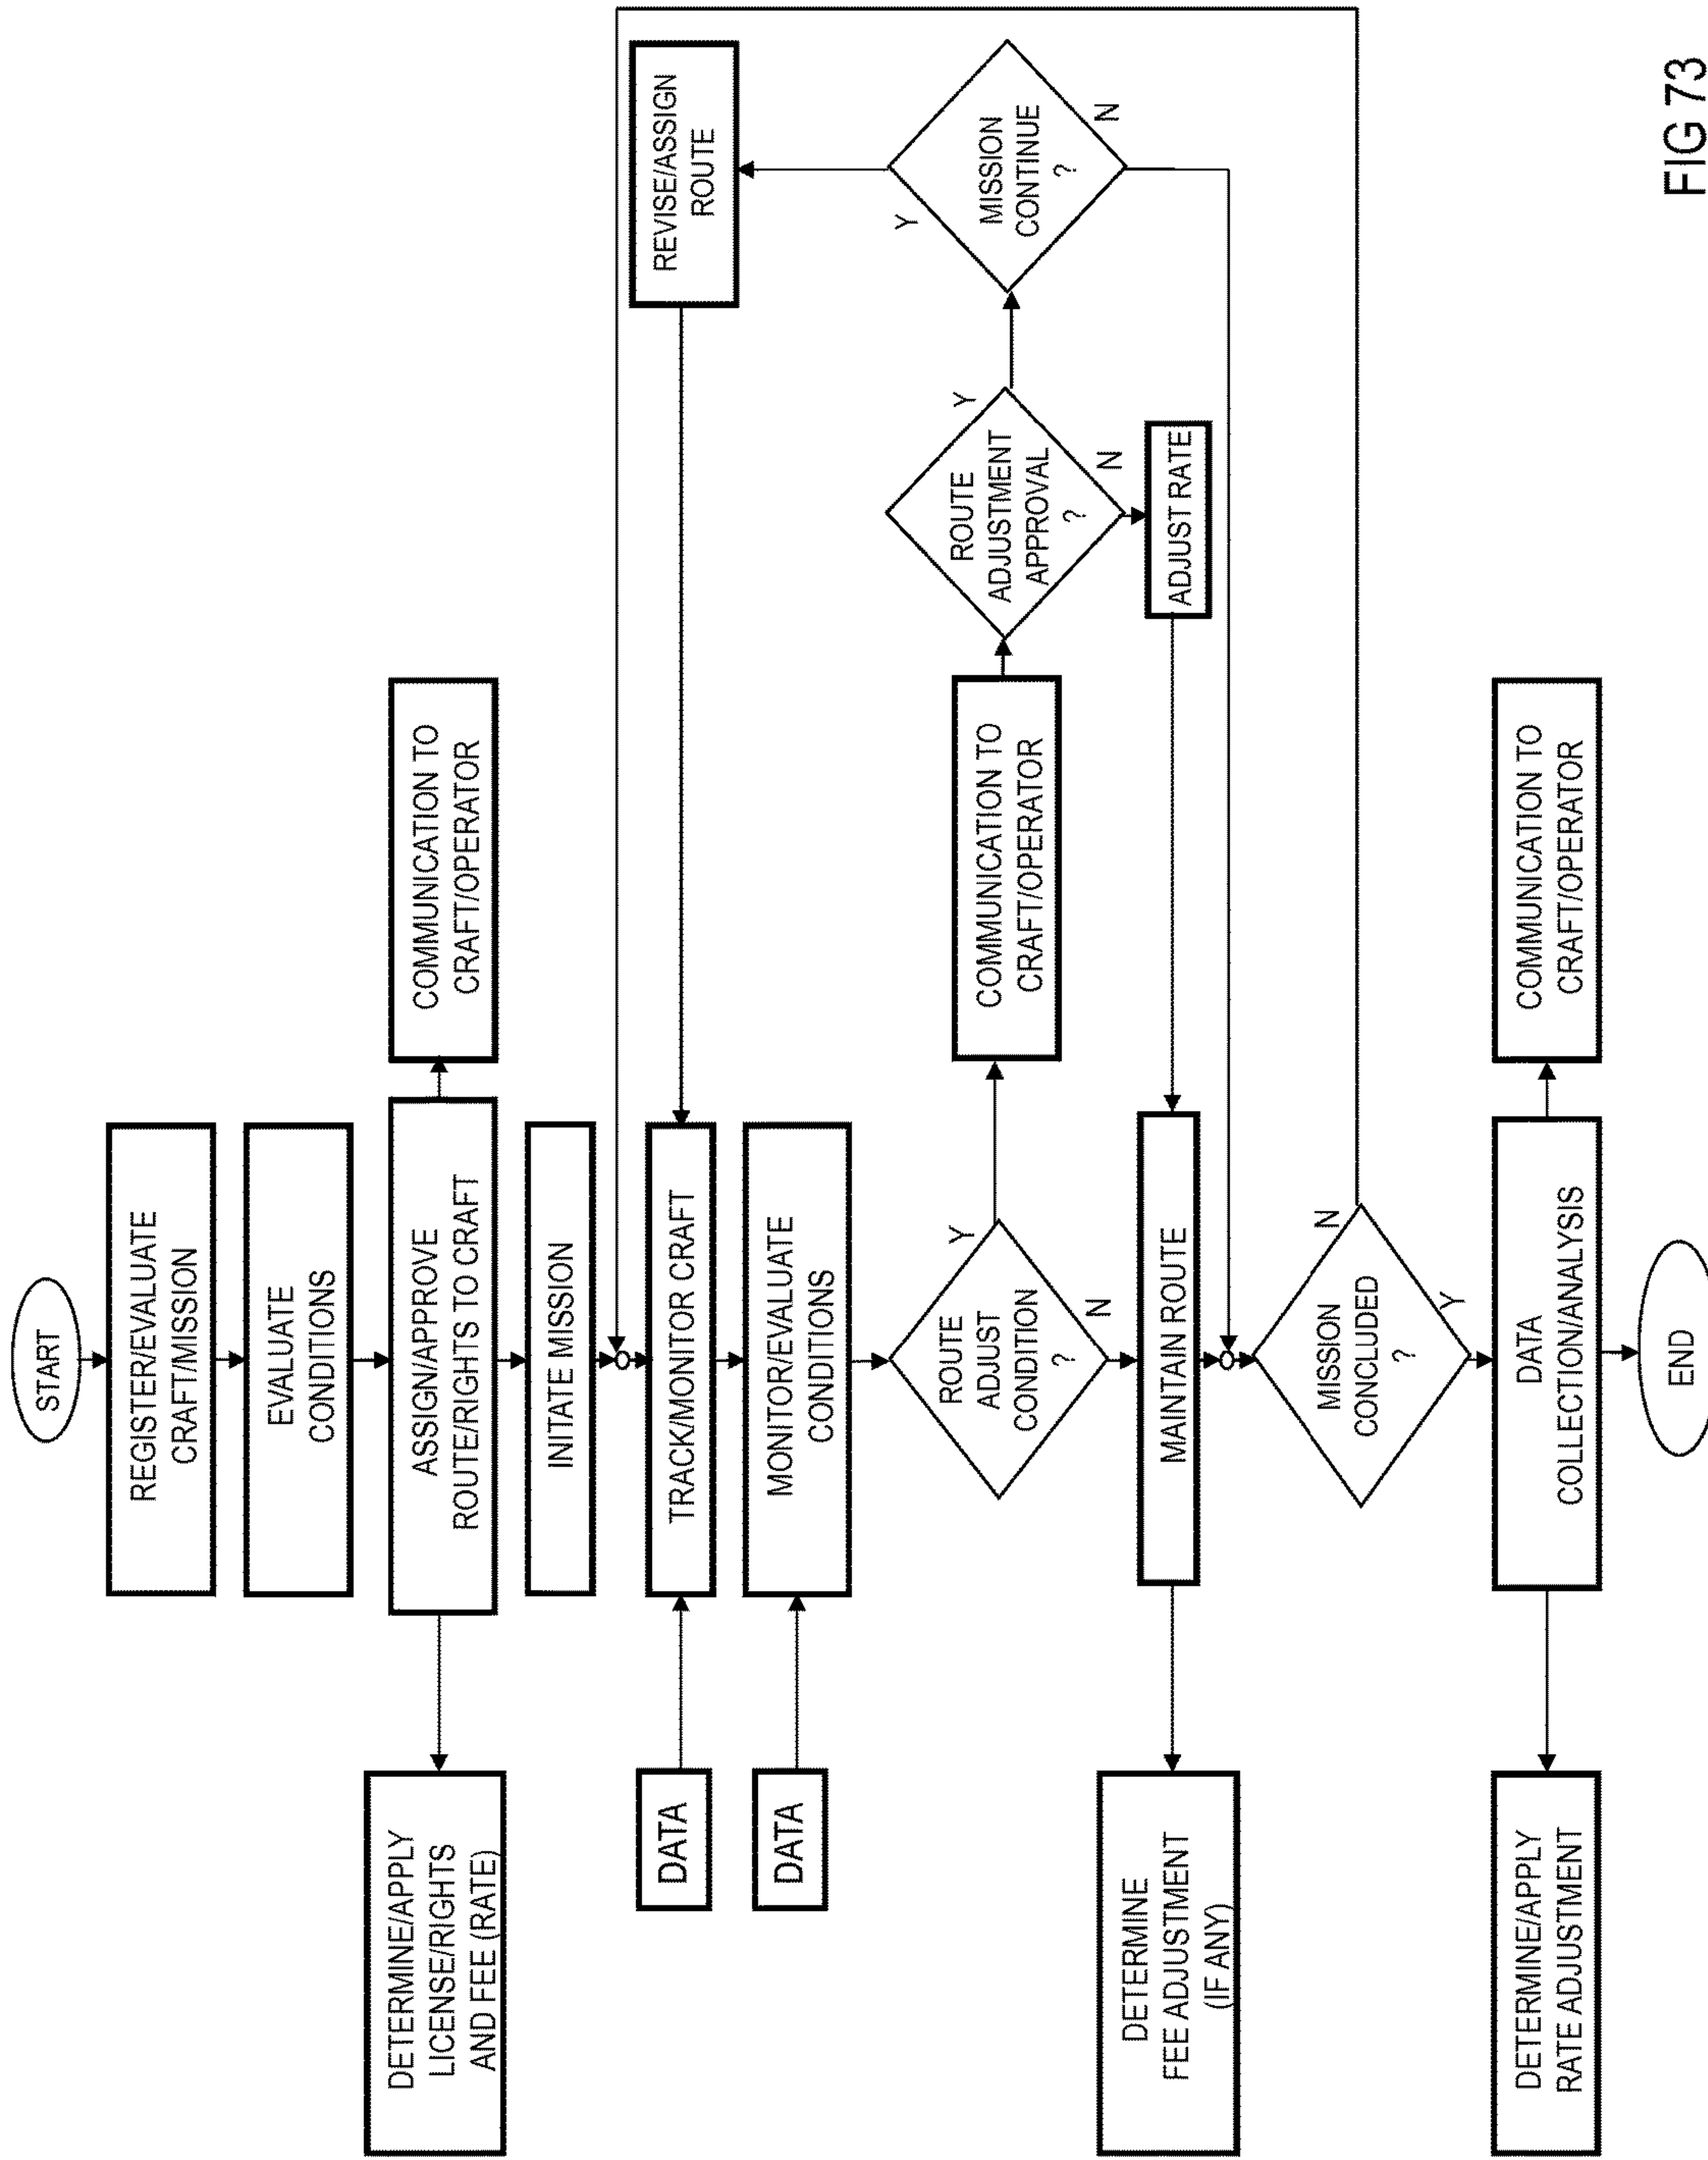 START
REGISTER/EVALUATE
CRAFT/MISSION
EVALUATE
CONDITIONS
DETERMINE/APPLY
LICENSE/RIGHTS
AND FEE (RATE)
ASSIGN/APPROVE
ROUTE/RIGHTS TO CRAFT
COMMUNICATION TO
CRAFT/OPERATOR
INITATE MISSION
DATA
TRACK/MONITOR CRAFT
REVISE/ASSIGN
ROUTE
DATA
MONITOR/EVALUATE
CONDITIONS
ROUTE
ADJUST
CONDITION
?
Y
N
COMMUNICATION TO
CRAFT/OPERATOR
ROUTE
ADJUSTMENT
APPROVAL
?
Y
N
MISSION
CONTINUE
?
Y
N
ADJUST RATE
DETERMINE
FEE ADJUSTMENT
(IF ANY)
MAINTAIN ROUTE
MISSION
CONCLUDED
?
N
Y
DETERMINE/APPLY
RATE ADJUSTMENT
DATA
COLLECTION/ANALYSIS
COMMUNICATION TO
CRAFT/OPERATOR
END
FIG 73